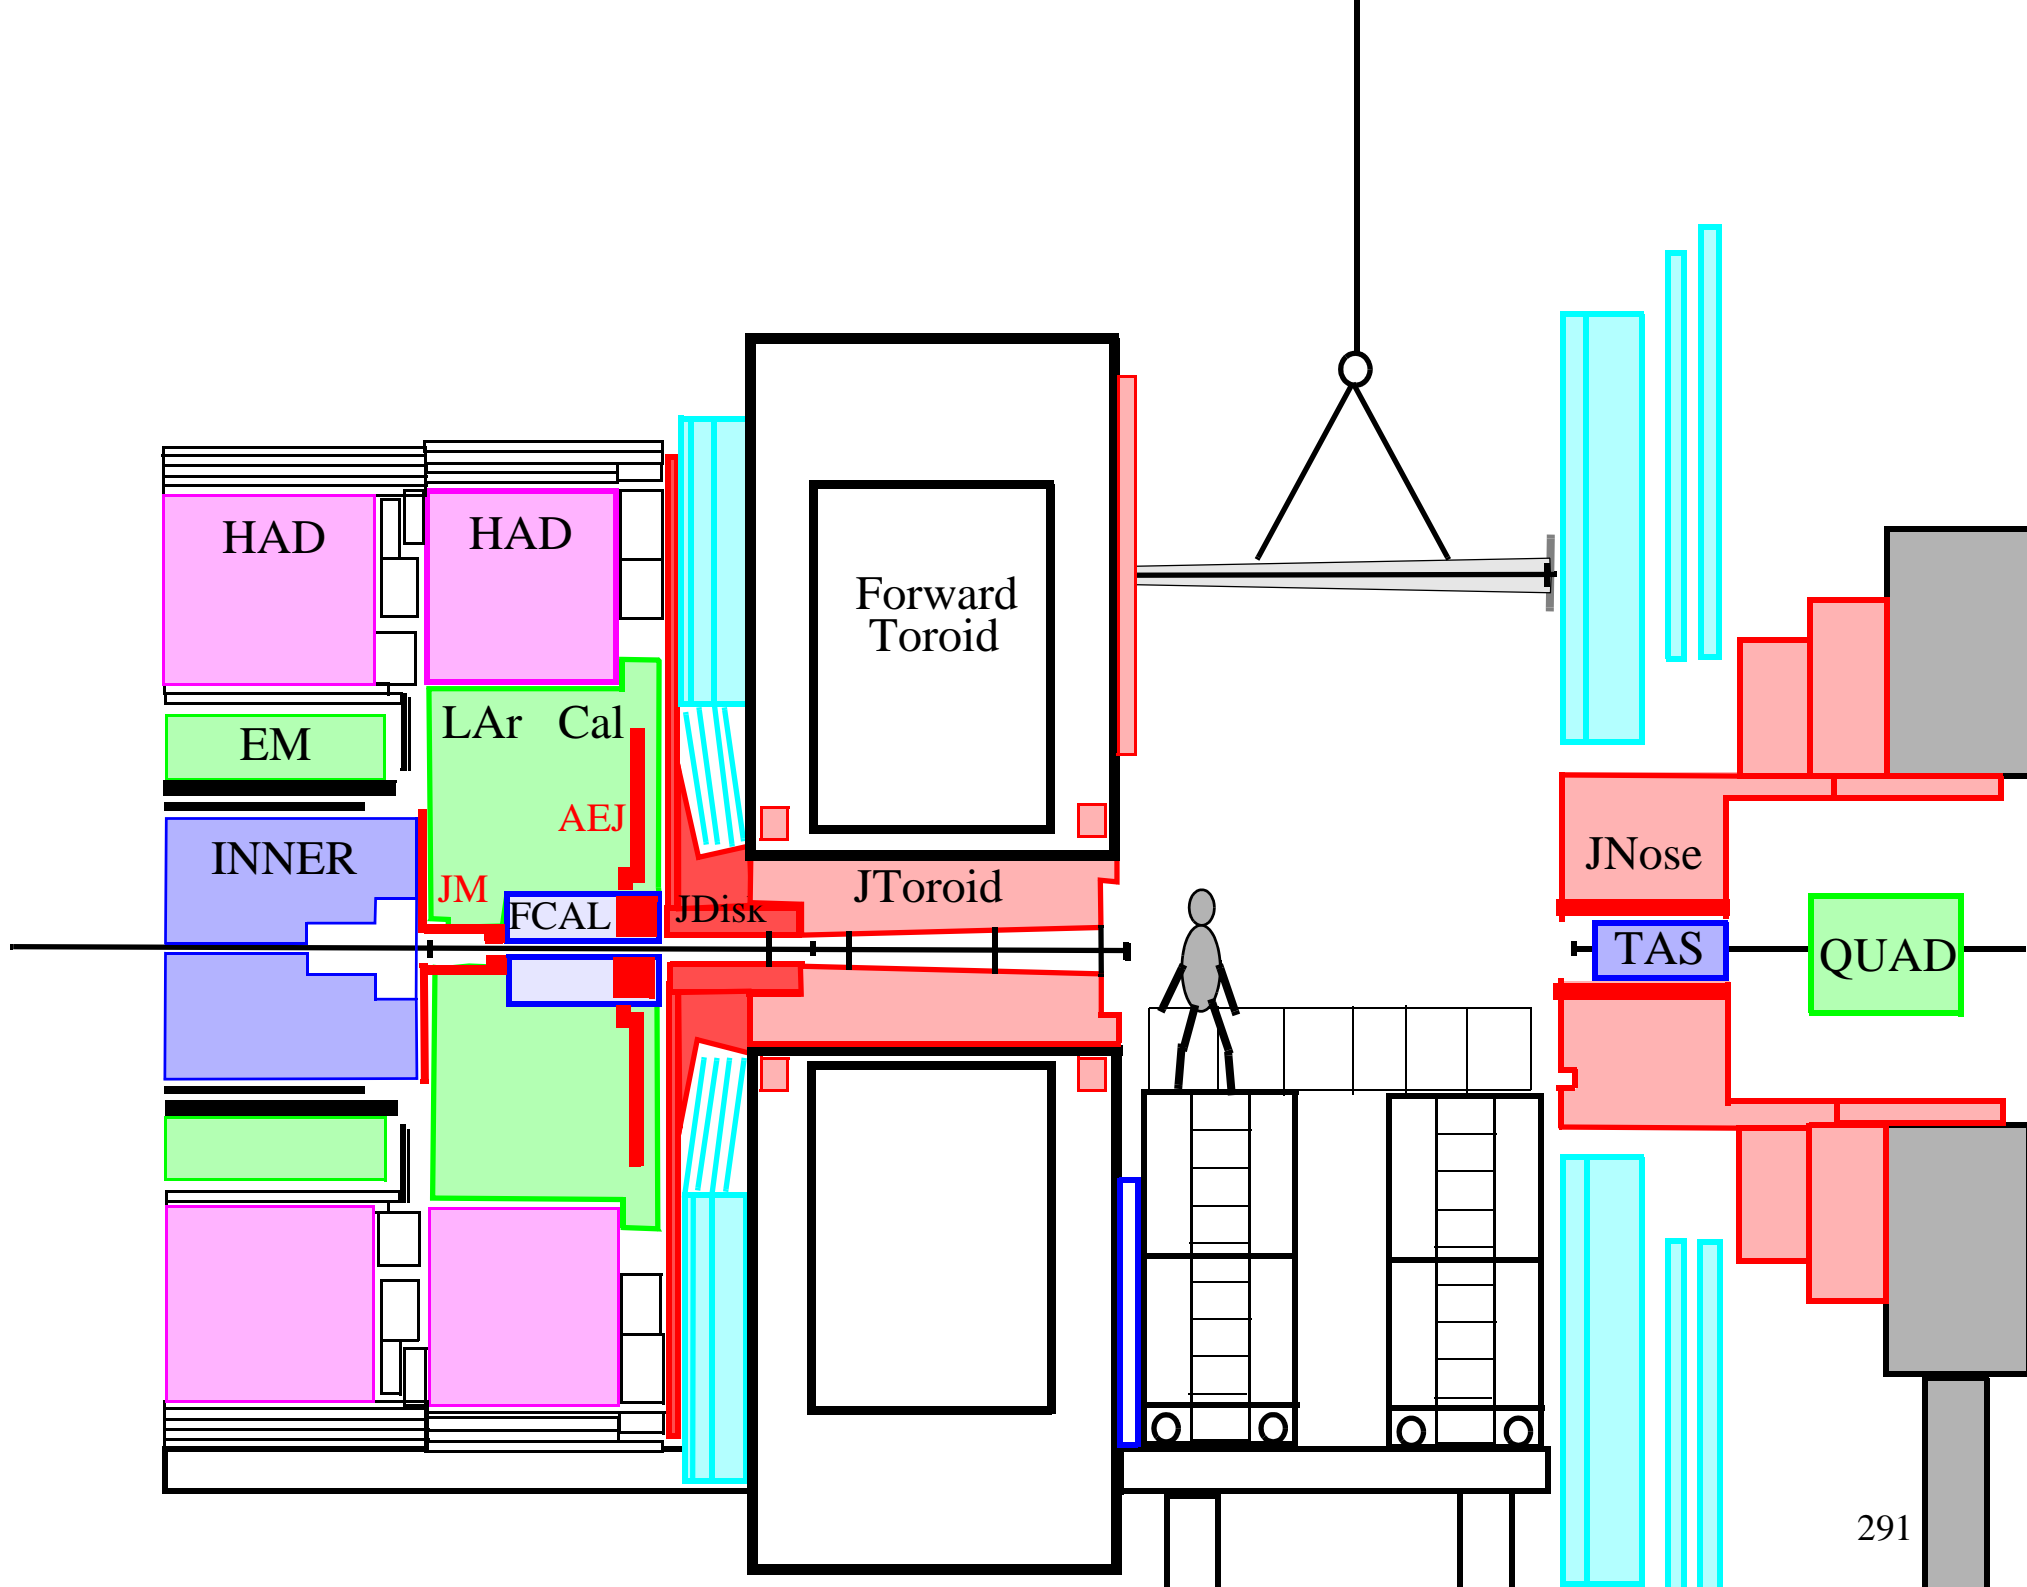 HAD
HAD
Forward
Toroid
LAr Cal
EM
AEJ
INNER
JM
FCAL
JDisk
JToroid
JNose
TAS
QUAD
291